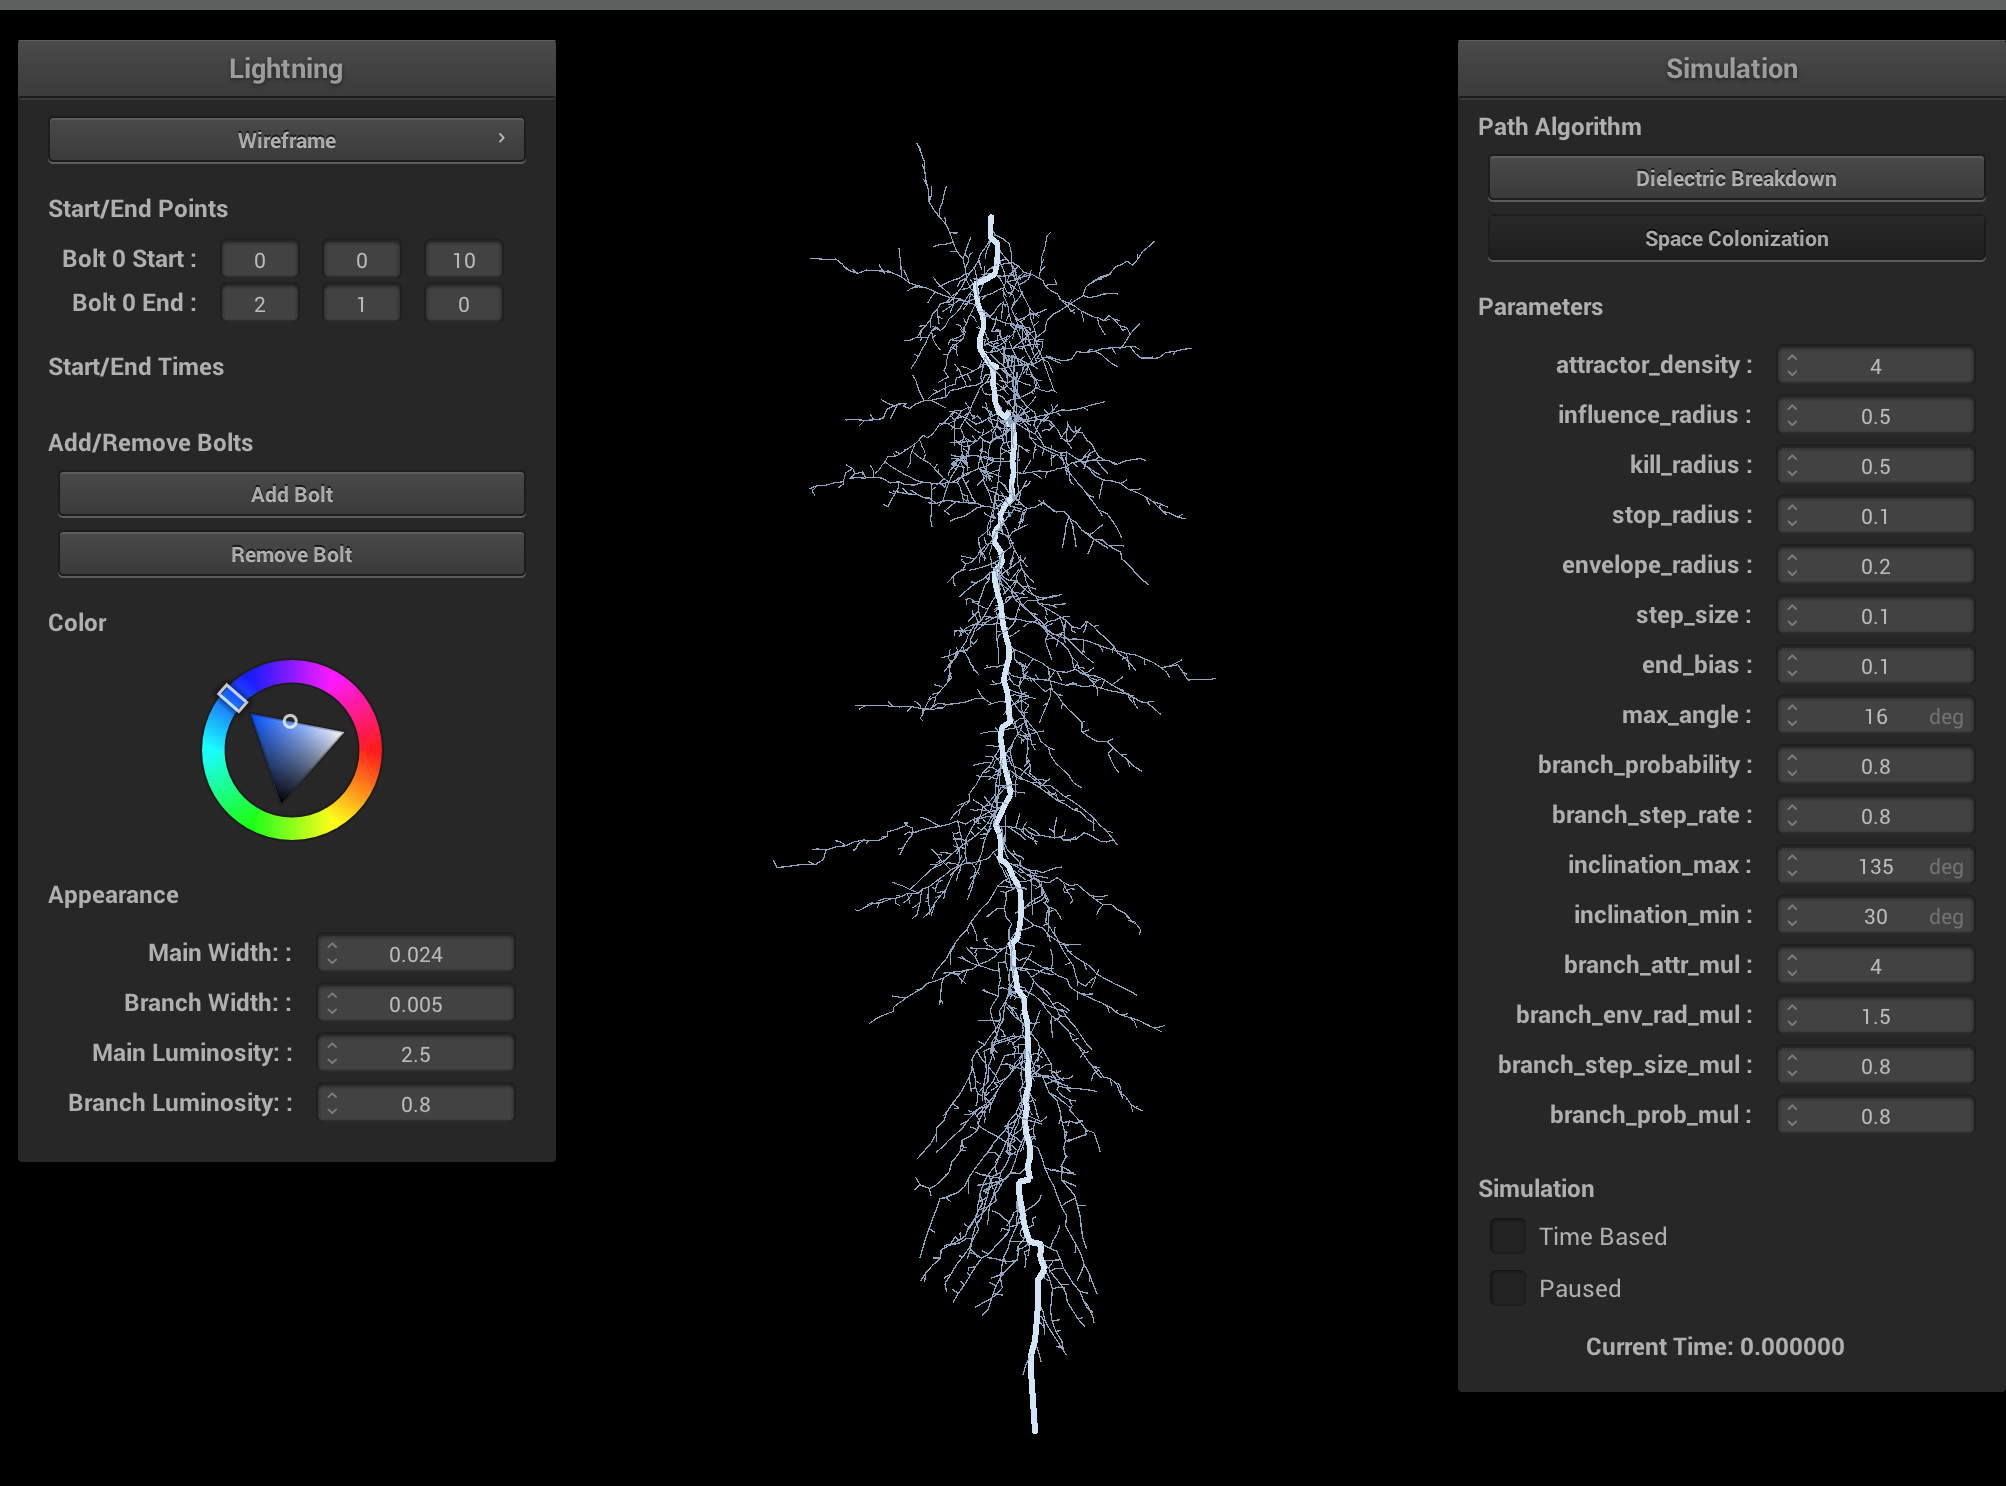 Lightning
Wireframe
Start/End Points
Bolt 0 Start : 0 0 10
Bolt 0 End : 2 1 0
Start/End Times
Add/Remove Bolts
Add Bolt
Remove Bolt
Color
Appearance
Main Width: : 0.024
Branch Width: : 0.005
Main Luminosity: : 2.5
Branch Luminosity: : 0.8
Simulation
Path Algorithm
Dielectric Breakdown
Space Colonization
Parameters
attractor_density : 4
influence_radius : 0.5
kill_radius : 0.5
stop_radius : 0.1
envelope_radius : 0.2
step_size : 0.1
end_bias : 0.1
max_angle : 16 deg
branch_probability : 0.8
branch_step_rate : 0.8
inclination_max : 135 deg
inclination_min : 30 deg
branch_attr_mul : 4
branch_env_rad_mul : 1.5
branch_step_size_mul : 0.8
branch_prob_mul : 0.8
Simulation
Time Based
Paused
Current Time: 0.000000